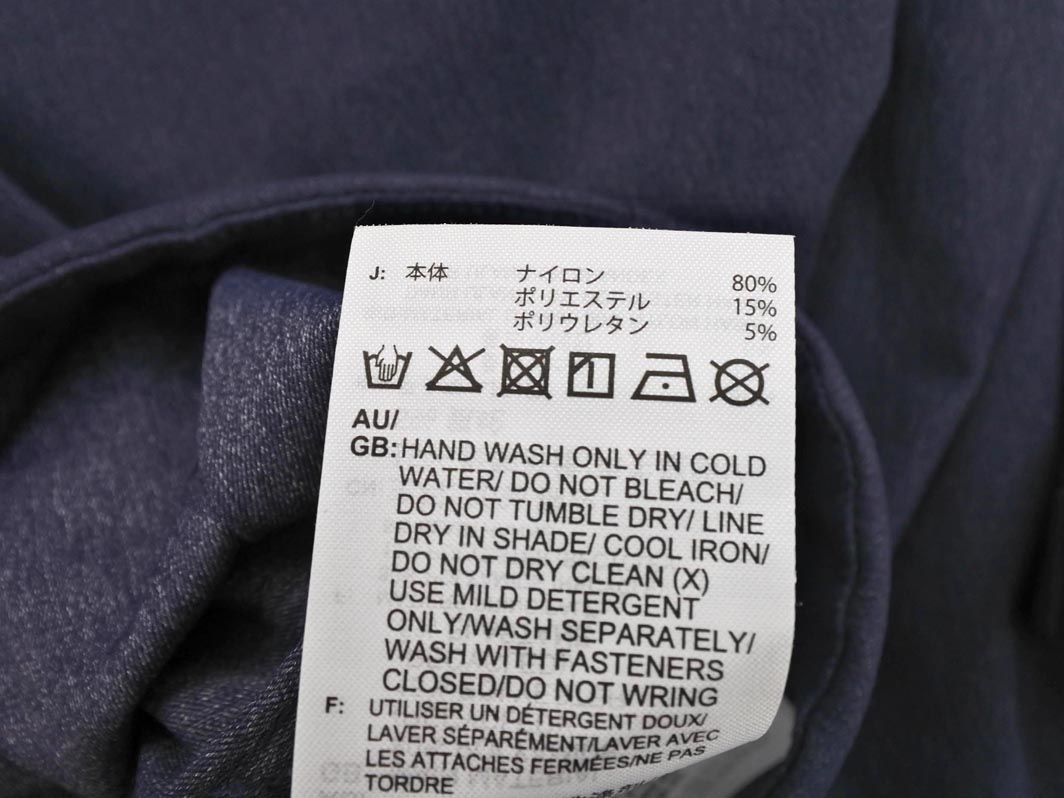 J: 本体 ナイロン 80%
ポリエステル 15%
ポリウレタン 5%
AU/
GB: HAND WASH ONLY IN COLD
WATER/ DO NOT BLEACH/
DO NOT TUMBLE DRY/ LINE
DRY IN SHADE/ COOL IRON/
DO NOT DRY CLEAN (X)
USE MILD DETERGENT
ONLY/WASH SEPARATELY/
WASH WITH FASTENERS
CLOSED/DO NOT WRING
F: UTILISER UN DÉTERGENT DOUX/
LAVER SÉPARÉMENT/LAVER AVEC
LES ATTACHES FERMÉES/NE PAS
TORDRE